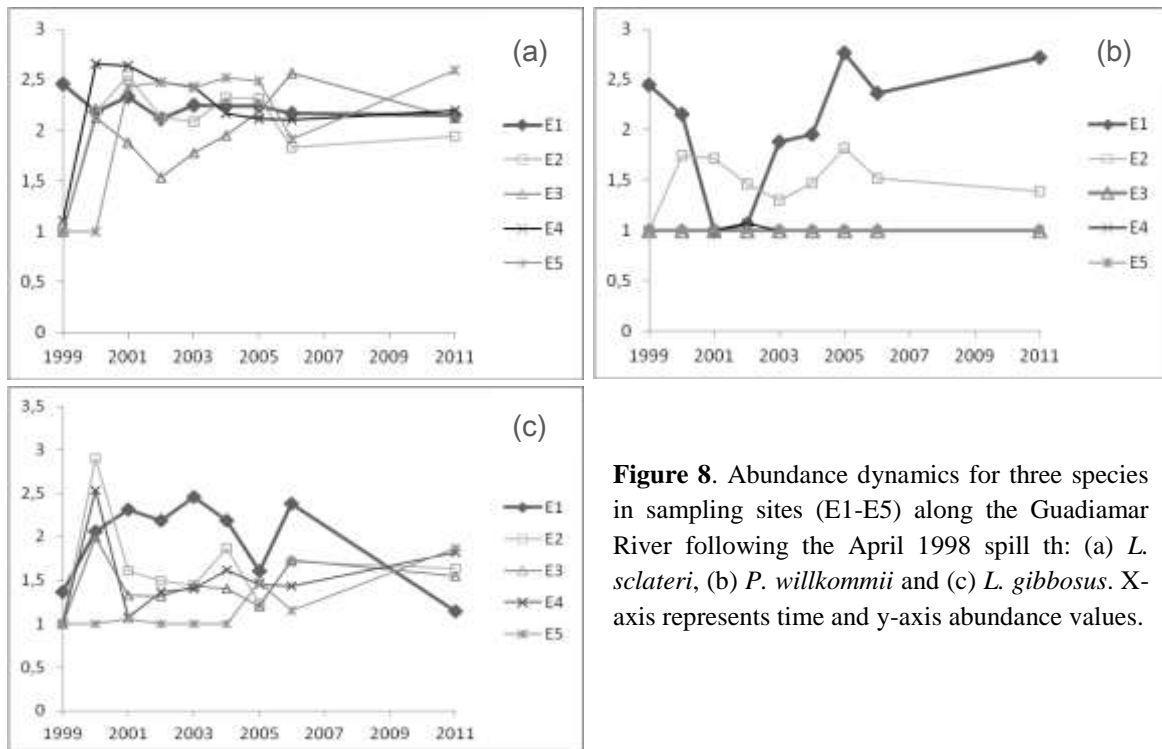 (a)
3
2,5
2
1,5
1
0,5
0
1999 2001 2003 2005 2007 2009 2011
E1
E2
E3
E4
E5
(b)
3
2,5
2
1,5
1
0,5
0
1999 2001 2003 2005 2007 2009 2011
E1
E2
E3
E4
E5
(c)
3,5
3
2,5
2
1,5
1
0,5
0
1999 2001 2003 2005 2007 2009 2011
E1
E2
E3
E4
E5
Figure 8. Abundance dynamics for three species
in sampling sites (E1-E5) along the Guadiamar
River following the April 1998 spill th: (a) L.
sclateri, (b) P. willkommii and (c) L. gibbosus. X-
axis represents time and y-axis abundance values.